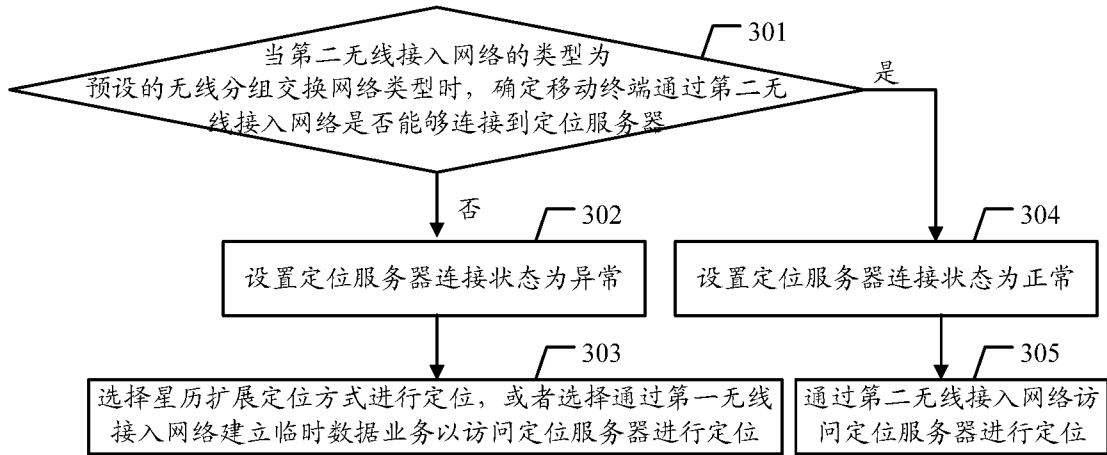 301
当第二无线接入网络的类型为
预设的无线分组交换网络类型时，确定移动终端通过第二无
线接入网络是否能够连接到定位服务器
是
否
302
设置定位服务器连接状态为异常
304
设置定位服务器连接状态为正常
303
选择星历扩展定位方式进行定位，或者选择通过第一无线
接入网络建立临时数据业务以访问定位服务器进行定位
305
通过第二无线接入网络访
问定位服务器进行定位